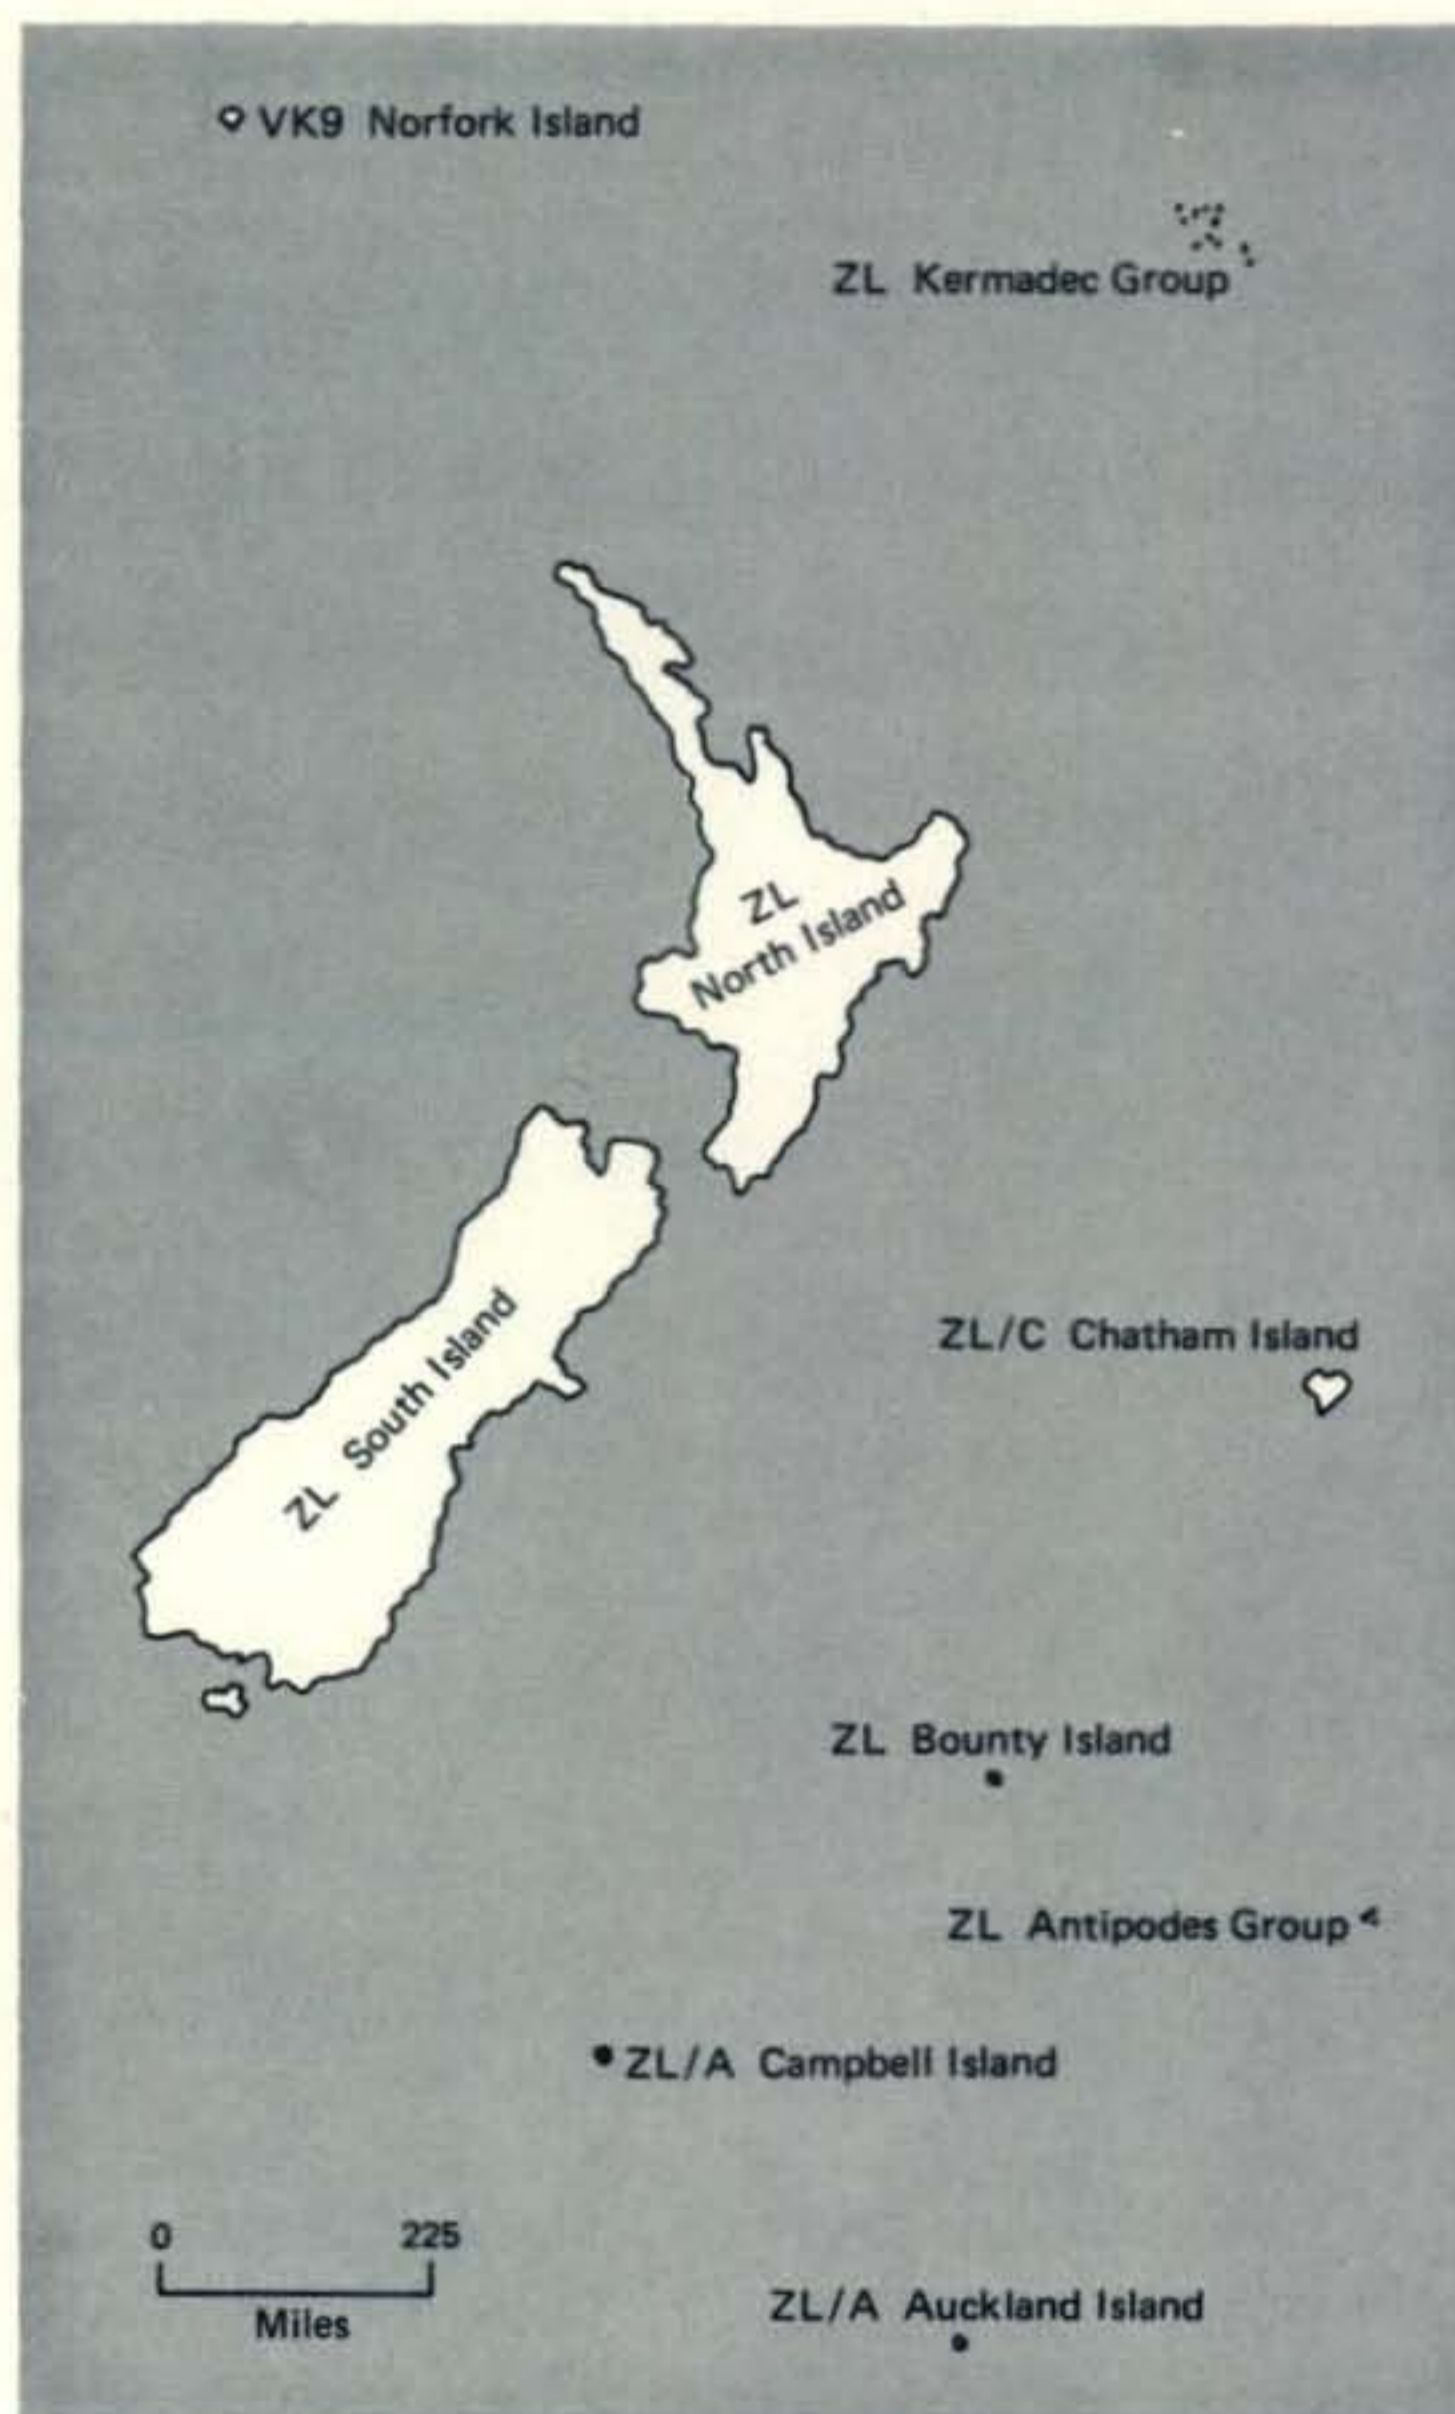 VK9 Norfork Island
ZL Kermadec Group
ZL
North Island
ZL South Island
ZL/C Chatham Island
ZL Bounty Island
ZL Antipodes Group
ZL/A Campbell Island
0 225
Miles
ZL/A Auckland Island